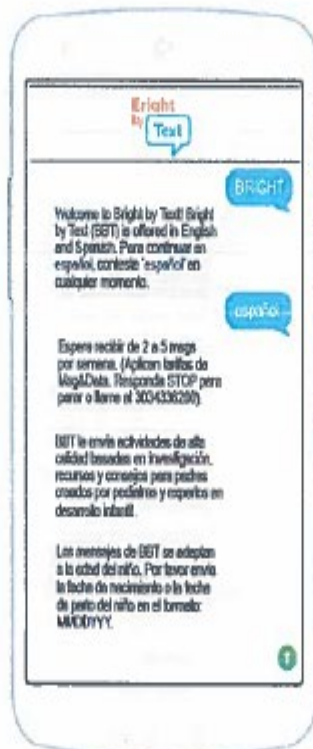 Bright
by
Text
BRIGHT
Welcome to Bright by Text! Bright
by Text (BBT) is offered in English
and Spanish. Para continuar en
español, conteste "español" en
cualquier momento.
español
Espere recibir de 2 a 5 msgs
por semana. (Aplican tarifas de
Msg&Data. Responda STOP para
parar o llame al
BBT le envía actividades de alta
calidad basadas en investigación,
recursos y consejos para padres
creados por pediatras y expertos en
desarrollo infantil.
Los mensajes de BBT se adaptan
a la edad del niño. Por favor envíe
la fecha de nacimiento o la fecha
de parto del niño en el formato:
MMDDYYY.